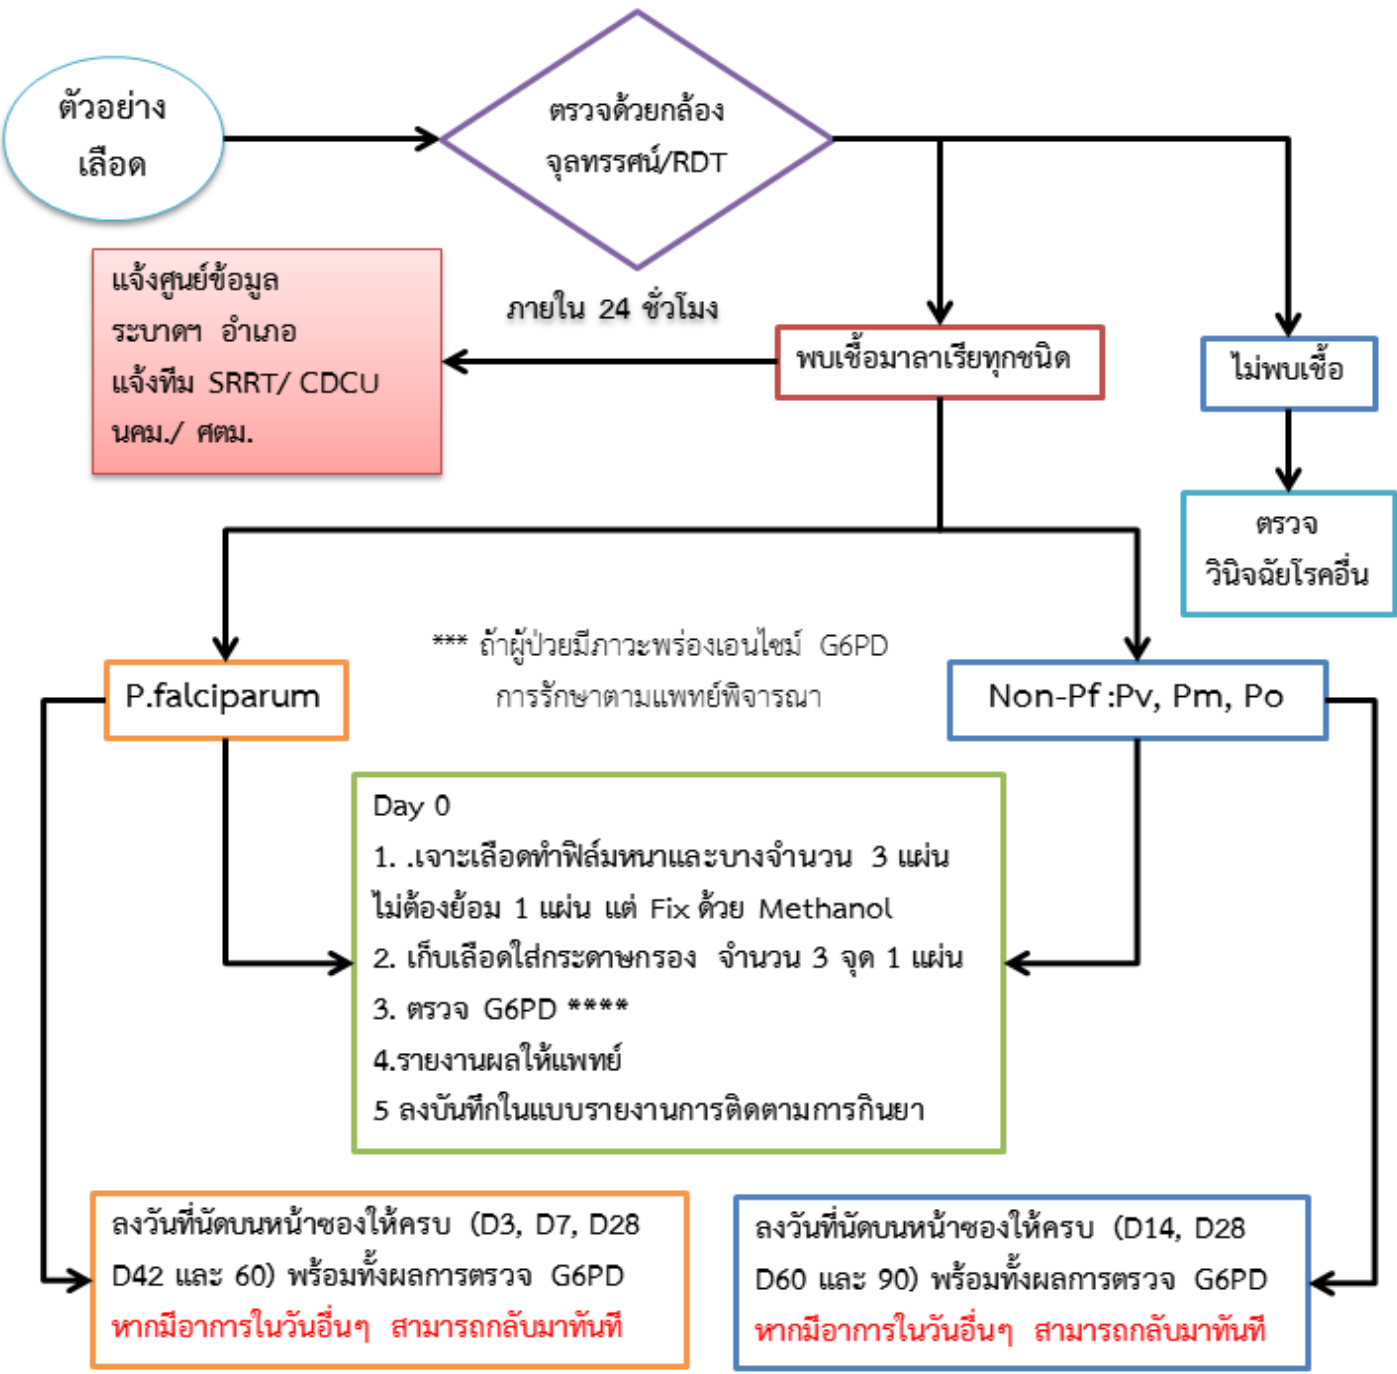 ตัวอย่าง
เลือด
ตรวจด้วยกล้อง
จุลทรรศน์/RDT
แจ้งศูนย์ข้อมูล
ระบาดฯ อำเภอ
แจ้งทีม SRRT/ CDCU
นคม./ ศตม.
ภายใน 24 ชั่วโมง
พบเชื้อมาลาเรียทุกชนิด
ไม่พบเชื้อ
ตรวจ
วินิจฉัยโรคอื่น
*** ถ้าผู้ป่วยมีภาวะพร่องเอนไซม์ G6PD
การรักษาตามแพทย์พิจารณา
P.falciparum
Non-Pf :Pv, Pm, Po
Day 0
1. .เจาะเลือดทำฟิล์มหนาและบางจำนวน 3 แผ่น
ไม่ต้องย้อม 1 แผ่น แต่ Fix ด้วย Methanol
2. เก็บเลือดใส่กระดาษกรอง จำนวน 3 จุด 1 แผ่น
3. ตรวจ G6PD ****
4.รายงานผลให้แพทย์
5 ลงบันทึกในแบบรายงานการติดตามการกินยา
ลงวันที่นัดบนหน้าซองให้ครบ (D3, D7, D28
D42 และ 60) พร้อมทั้งผลการตรวจ G6PD
หากมีอาการในวันอื่นๆ สามารถกลับมาทันที
ลงวันที่นัดบนหน้าซองให้ครบ (D14, D28
D60 และ 90) พร้อมทั้งผลการตรวจ G6PD
หากมีอาการในวันอื่นๆ สามารถกลับมาทันที